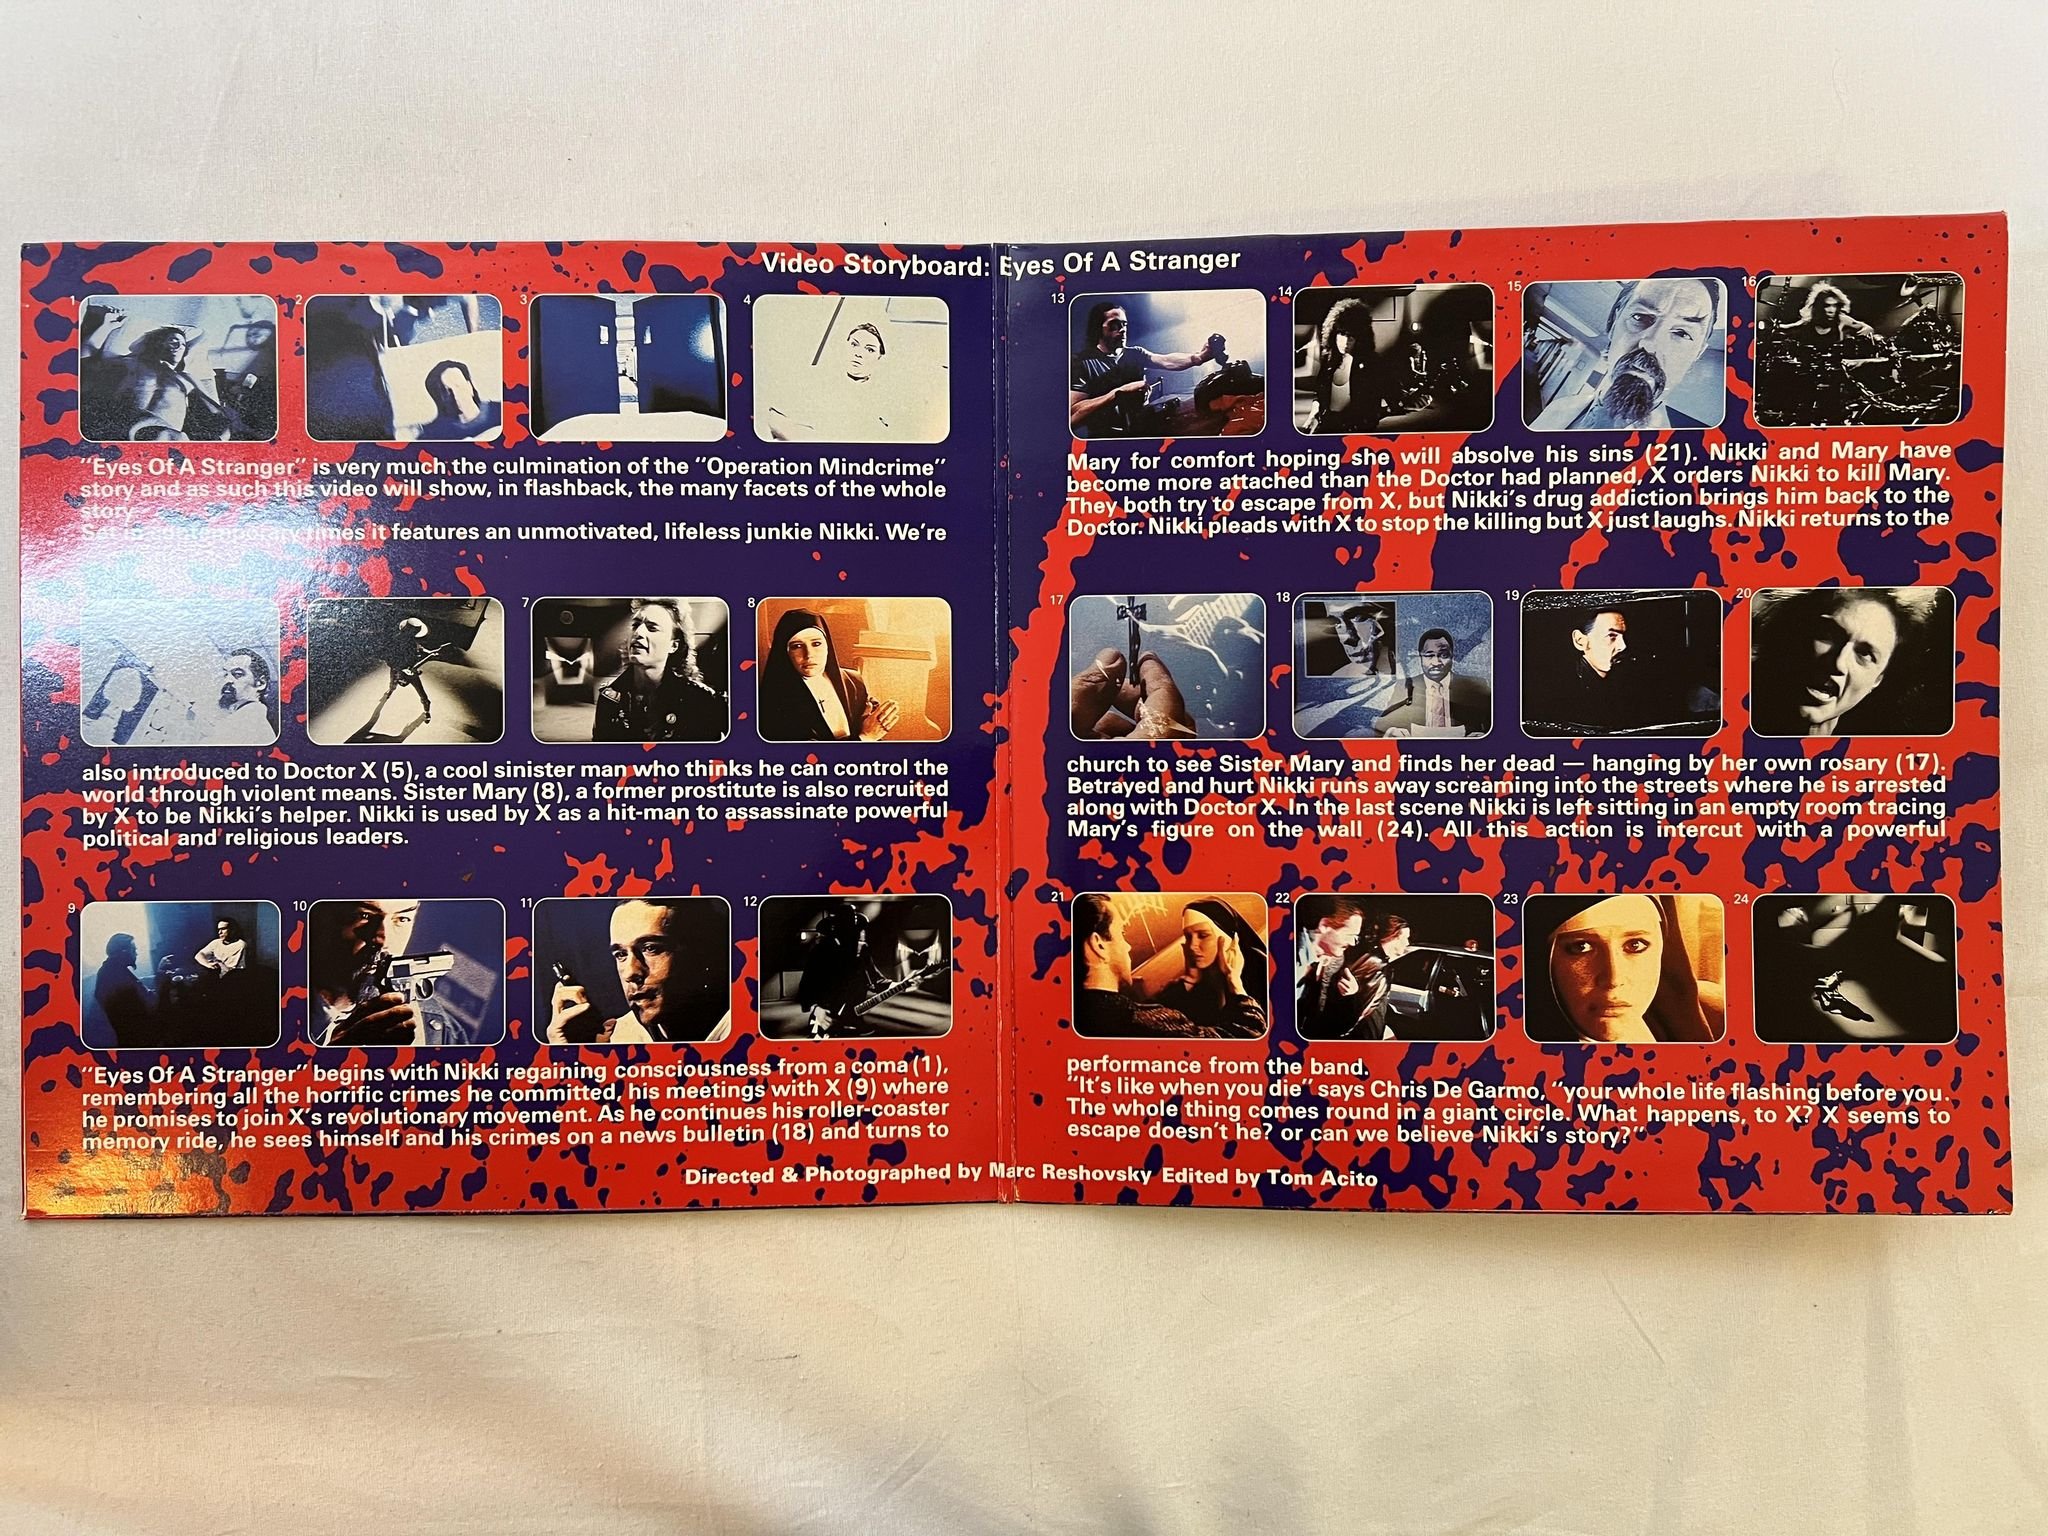 Video Storyboard: Eyes Of A Stranger
1 2 3 4
"Eyes Of A Stranger" is very much the culmination of the "Operation Mindcrime"
story and as such this video will show, in flashback, the many facets of the whole
story.
Set in contemporary times it features an unmotivated, lifeless junkie Nikki. We're
7 8
also introduced to Doctor X (5), a cool sinister man who thinks he can control the
world through violent means. Sister Mary (8), a former prostitute is also recruited
by X to be Nikki's helper. Nikki is used by X as a hit-man to assassinate powerful
political and religious leaders.
9 10 11 12
"Eyes Of A Stranger" begins with Nikki regaining consciousness from a coma (1),
remembering all the horrific crimes he committed, his meetings with X (9) where
he promises to join X's revolutionary movement. As he continues his roller-coaster
memory ride, he sees himself and his crimes on a news bulletin (18) and turns to
13 14 15 16
Mary for comfort hoping she will absolve his sins (21). Nikki and Mary have
become more attached than the Doctor had planned, X orders Nikki to kill Mary.
They both try to escape from X, but Nikki's drug addiction brings him back to the
Doctor. Nikki pleads with X to stop the killing but X just laughs. Nikki returns to the
17 18 19 20
church to see Sister Mary and finds her dead — hanging by her own rosary (17).
Betrayed and hurt Nikki runs away screaming into the streets where he is arrested
along with Doctor X. In the last scene Nikki is left sitting in an empty room tracing
Mary's figure on the wall (24). All this action is intercut with a powerful
21 22 23 24
performance from the band.
"It's like when you die" says Chris De Garmo, "your whole life flashing before you.
The whole thing comes round in a giant circle. What happens, to X? X seems to
escape doesn't he? or can we believe Nikki's story?"
Directed & Photographed by Marc Reshovsky Edited by Tom Acito